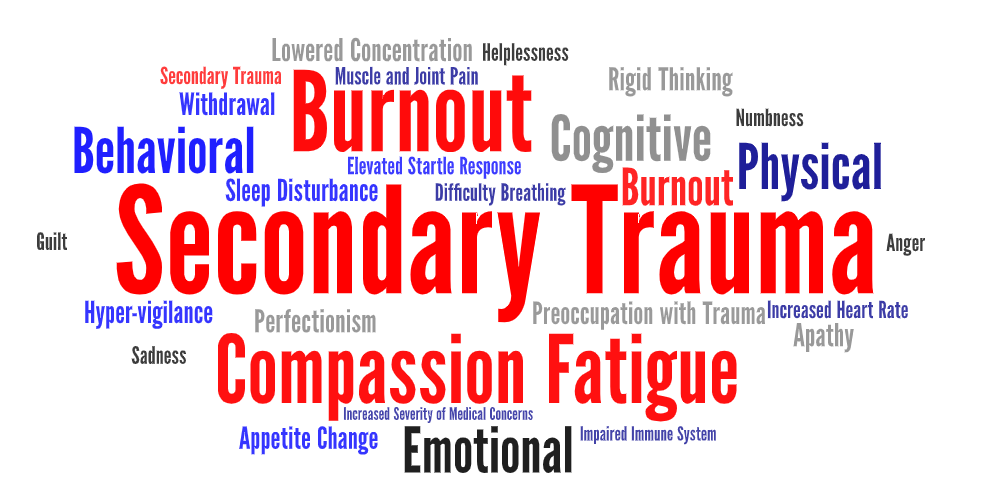 Lowered Concentration
Helplessness
Secondary Trauma
Muscle and Joint Pain
Rigid Thinking
Withdrawal
Burnout
Numbness
Behavioral
Cognitive
Elevated Startle Response
Physical
Sleep Disturbance
Difficulty Breathing
Burnout
Secondary Trauma
Guilt
Anger
Hyper-vigilance
Perfectionism
Preoccupation with Trauma
Increased Heart Rate
Apathy
Sadness
Compassion Fatigue
Increased Severity of Medical Concerns
Appetite Change
Emotional
Impaired Immune System